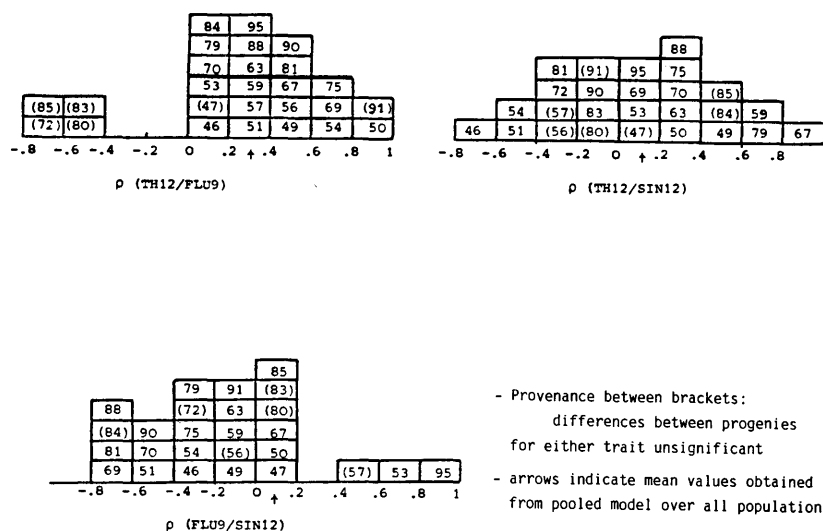 84 95
79 88 90
70 63 81
53 59 67 75
(85) (83) (47) 57 56 69 (91)
(72) (80) 46 51 49 54 50
-.8 -.6 -.4 -.2 0 .2 .4 .6 .8 1
ρ (TH12/FLU9)
88
81 (91) 95 75
72 90 69 70 (85)
54 (57) 83 53 63 (84) 59
46 51 (56) (80) (47) 50 49 79 67
-.8 -.6 -.4 -.2 0 .2 .4 .6 .8
ρ (TH12/SIN12)
85
79 91 (83)
88 (72) 63 (80)
(84) 90 75 59 67
81 70 54 (56) 50
69 51 46 49 47 (57) 53 95
-.8 -.6 -.4 -.2 0 .2 .4 .6 .8 1
ρ (FLU9/SIN12)
- Provenance between brackets:
differences between progenies
for either trait unsignificant
- arrows indicate mean values obtained
from pooled model over all population